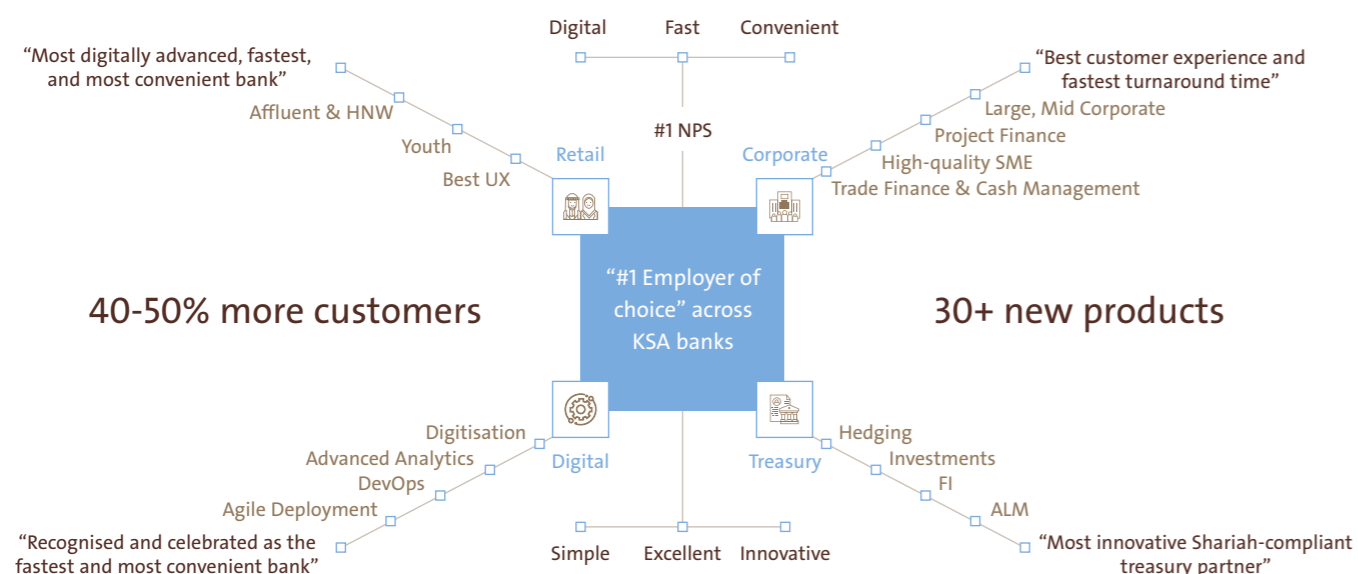 Digital Fast Convenient
“Most digitally advanced, fastest,
and most convenient bank”
Affluent & HNW
Youth
Best UX
Retail
#1 NPS
“Best customer experience and
fastest turnaround time”
Large, Mid Corporate
Project Finance
High-quality SME
Trade Finance & Cash Management
Corporate
40-50% more customers
“#1 Employer of
choice” across
KSA banks
30+ new products
Digitisation
Advanced Analytics
DevOps
Agile Deployment
Digital
“Recognised and celebrated as the
fastest and most convenient bank”
Treasury
Hedging
Investments
FI
ALM
“Most innovative Shariah-compliant
treasury partner”
Simple Excellent Innovative